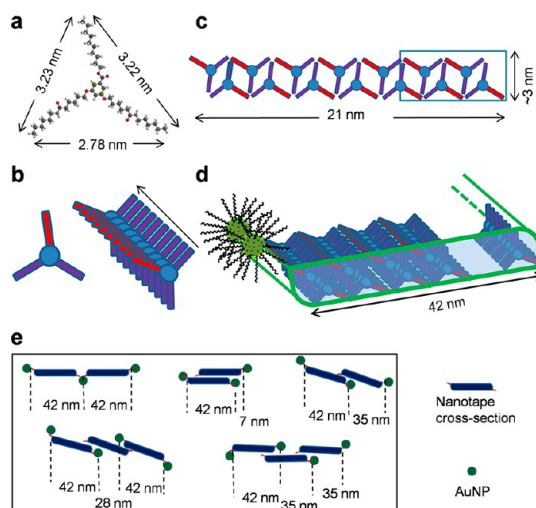 a
3.23 nm
3.22 nm
2.78 nm
c
~3 nm
21 nm
b
d
42 nm
e
42 nm 42 nm
42 nm
7 nm
42 nm
35 nm
42 nm 42 nm
28 nm
42 nm
35 nm
35 nm
Nanotape
cross-section
AuNP